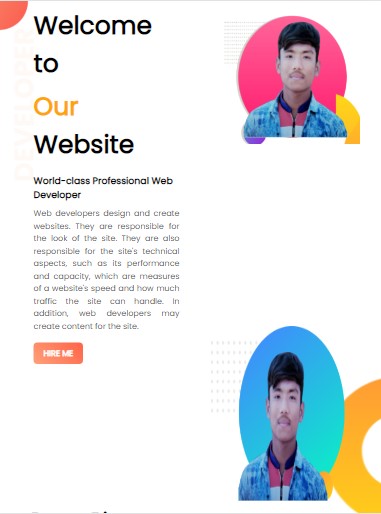 DEVELOPER
Welcome
to
Our
Website
World-class Professional Web
Developer
Web developers design and create
websites. They are responsible for
the look of the site. They are also
responsible for the site's technical
aspects, such as its performance
and capacity, which are measures
of a website's speed and how much
traffic the site can handle. In
addition, web developers may
create content for the site.
HIRE ME